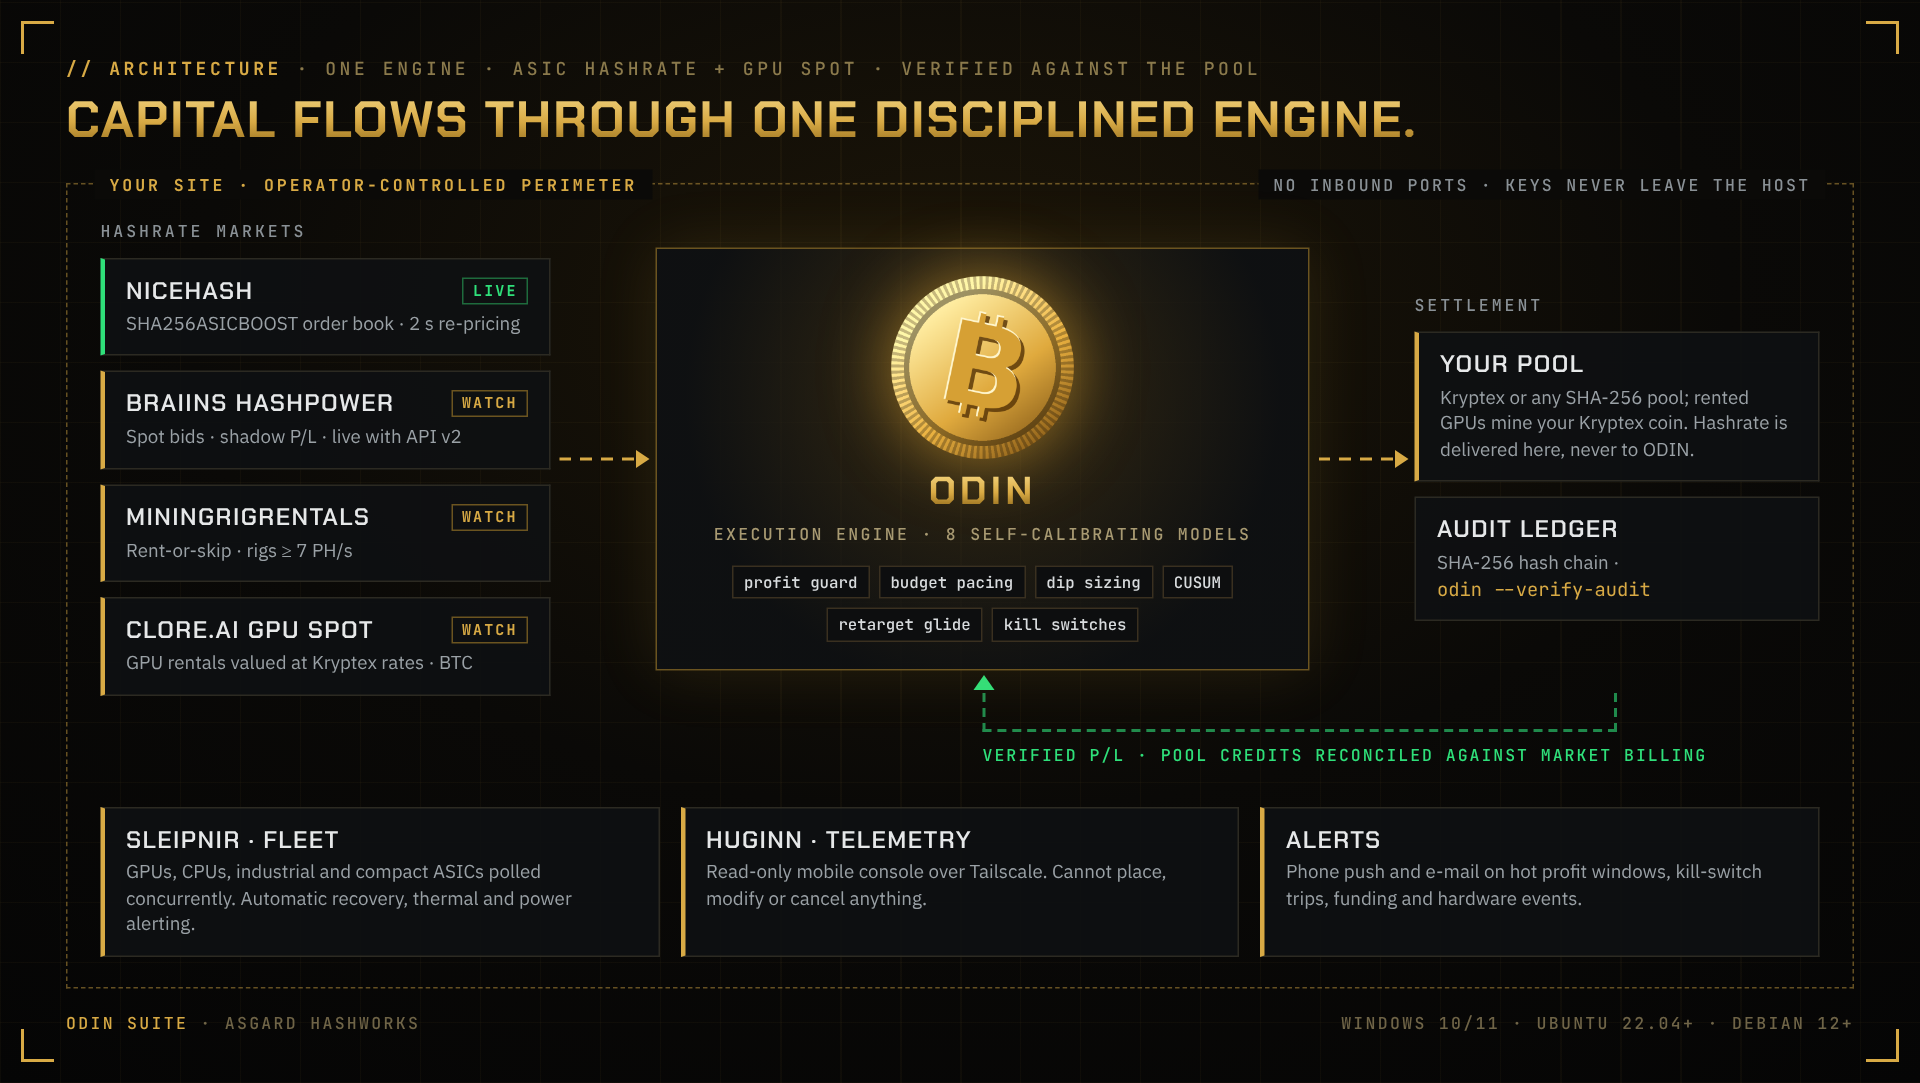 // ARCHITECTURE · ONE ENGINE · ASIC HASHRATE + GPU SPOT · VERIFIED AGAINST THE POOL
CAPITAL FLOWS THROUGH ONE DISCIPLINED ENGINE.
YOUR SITE · OPERATOR-CONTROLLED PERIMETER
NO INBOUND PORTS · KEYS NEVER LEAVE THE HOST
HASHRATE MARKETS
NICEHASH
LIVE
SHA256ASICBOOST order book · 2 s re-pricing
BRAIINS HASHPOWER
WATCH
Spot bids · shadow P/L · live with API v2
MININGRIGRENTALS
WATCH
Rent-or-skip · rigs ≥ 7 PH/s
CLORE.AI GPU SPOT
WATCH
GPU rentals valued at Kryptex rates · BTC
ODIN
EXECUTION ENGINE · 8 SELF-CALIBRATING MODELS
profit guard
budget pacing
dip sizing
CUSUM
retarget glide
kill switches
SETTLEMENT
YOUR POOL
Kryptex or any SHA-256 pool; rented
GPUs mine your Kryptex coin. Hashrate is
delivered here, never to ODIN.
AUDIT LEDGER
SHA-256 hash chain ·
odin --verify-audit
VERIFIED P/L · POOL CREDITS RECONCILED AGAINST MARKET BILLING
SLEIPNIR · FLEET
GPUs, CPUs, industrial and compact ASICs polled
concurrently. Automatic recovery, thermal and power
alerting.
HUGINN · TELEMETRY
Read-only mobile console over Tailscale. Cannot place,
modify or cancel anything.
ALERTS
Phone push and e-mail on hot profit windows, kill-switch
trips, funding and hardware events.
ODIN SUITE · ASGARD HASHWORKS
WINDOWS 10/11 · UBUNTU 22.04+ · DEBIAN 12+